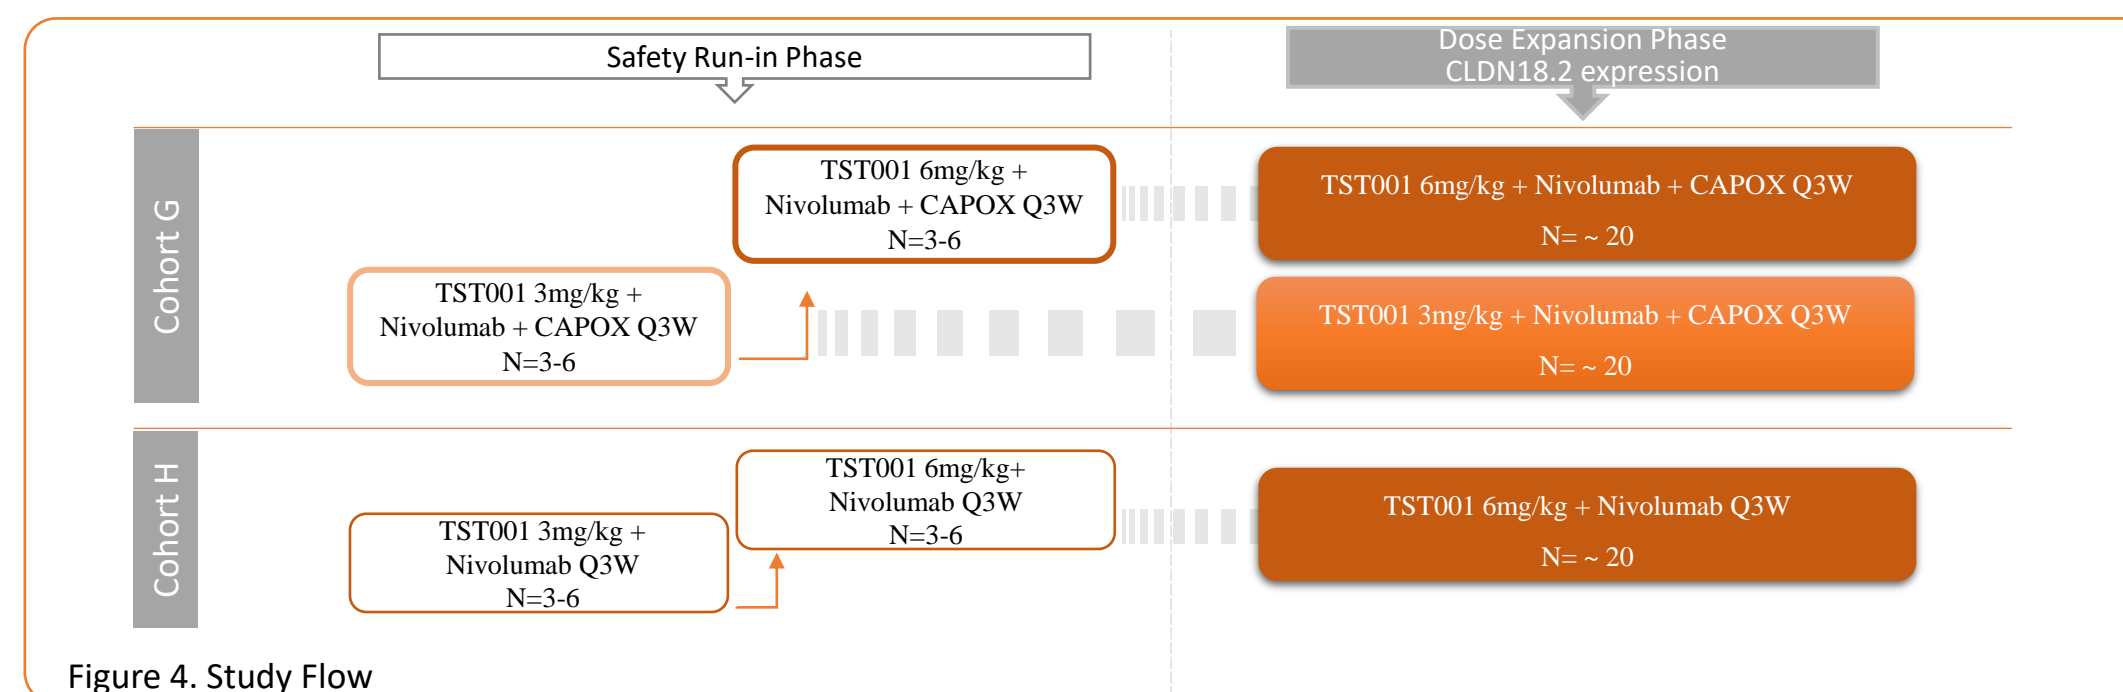 Safety Run-in Phase
Dose Expansion Phase
CLDN18.2 expression
Cohort G
TST001 6mg/kg +
Nivolumab + CAPOX Q3W
N=3-6
TST001 3mg/kg +
Nivolumab + CAPOX Q3W
N=3-6
TST001 6mg/kg + Nivolumab + CAPOX Q3W
N= ~ 20
TST001 3mg/kg + Nivolumab + CAPOX Q3W
N= ~ 20
Cohort H
TST001 6mg/kg+
Nivolumab Q3W
N=3-6
TST001 3mg/kg +
Nivolumab Q3W
N=3-6
TST001 6mg/kg + Nivolumab Q3W
N= ~ 20
Figure 4. Study Flow